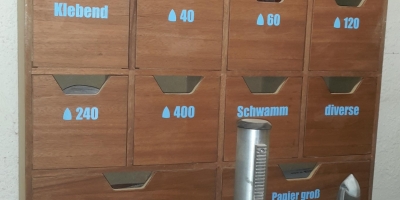 Klebend
40
60
120
240
400
Schwamm
diverse
Papier groß